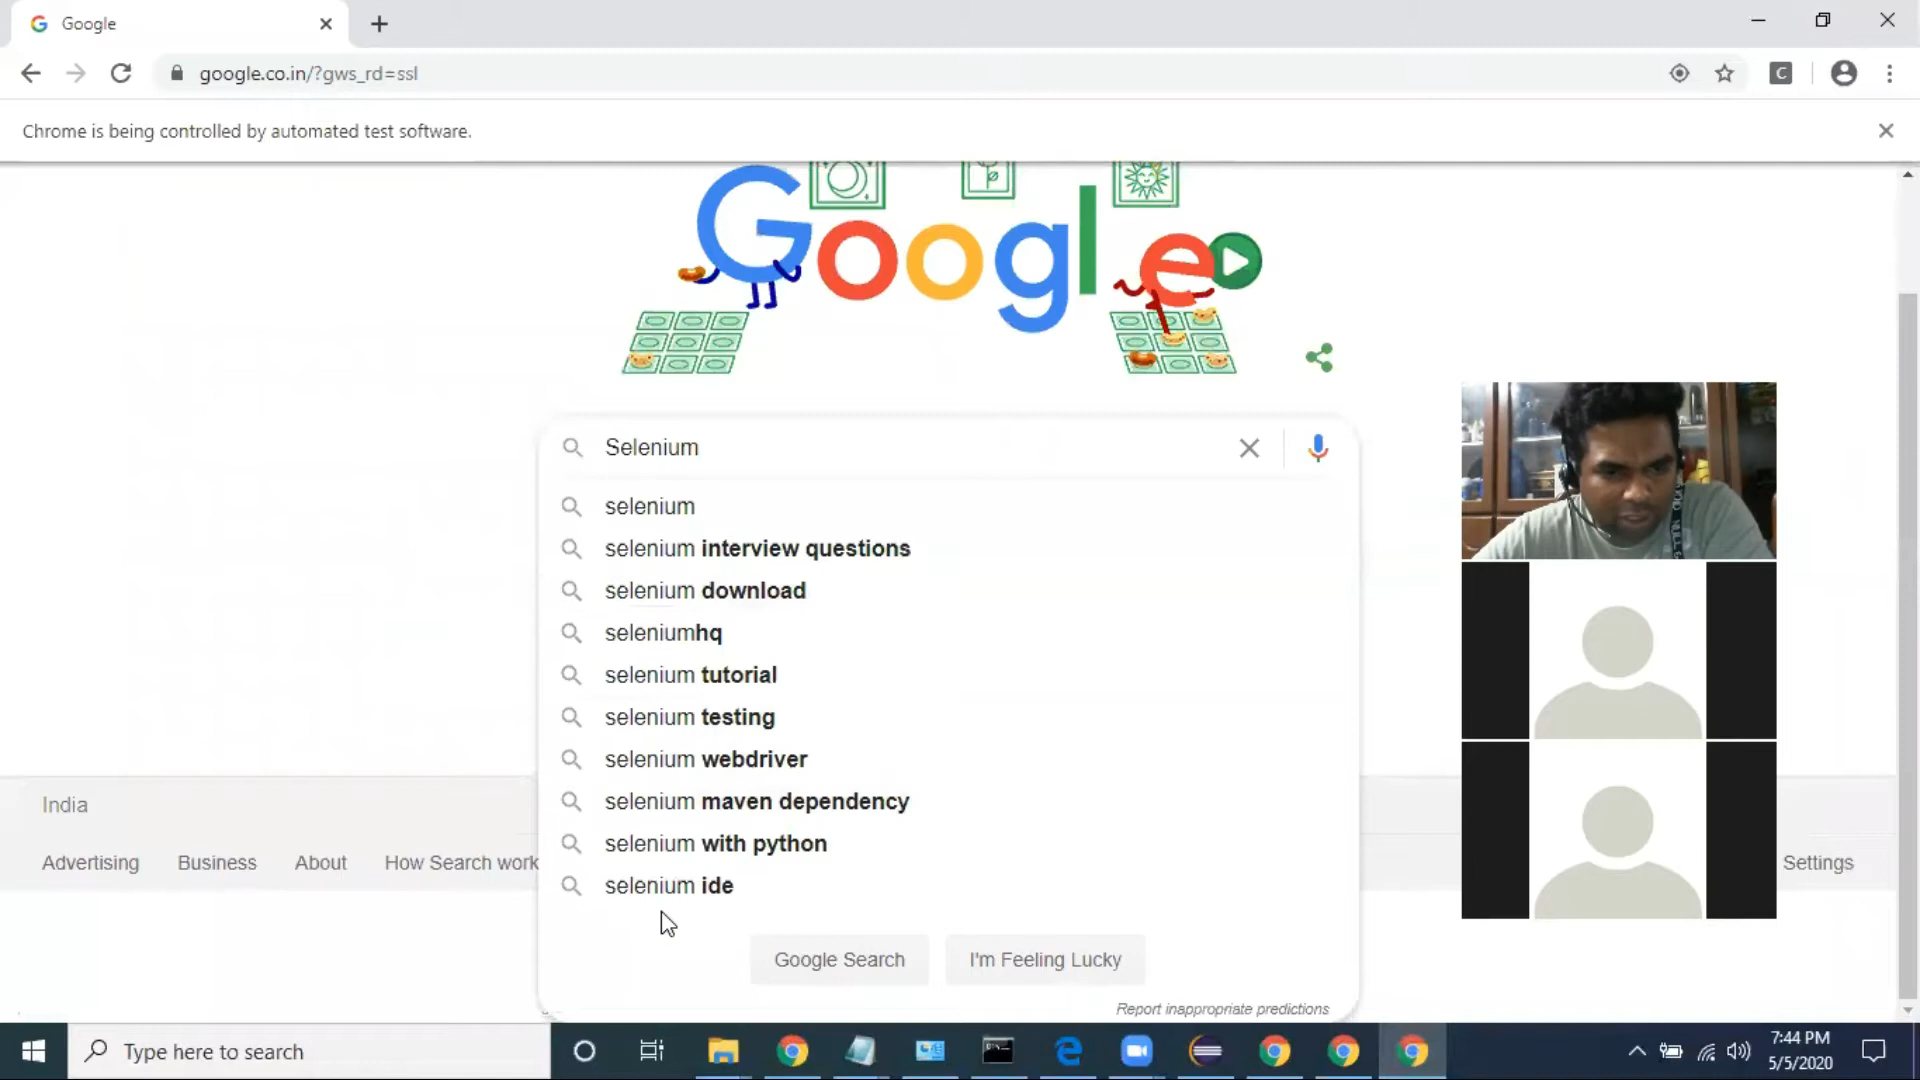 Google
google.co.in/?gws_rd=ssl
C
Chrome is being controlled by automated test software.
Google
Selenium
selenium
selenium interview questions
selenium download
seleniumhq
selenium tutorial
selenium testing
selenium webdriver
selenium maven dependency
selenium with python
selenium ide
India
Advertising Business About How Search work
Settings
Google Search I'm Feeling Lucky
Report inappropriate predictions
Type here to search
7:44 PM
5/5/2020